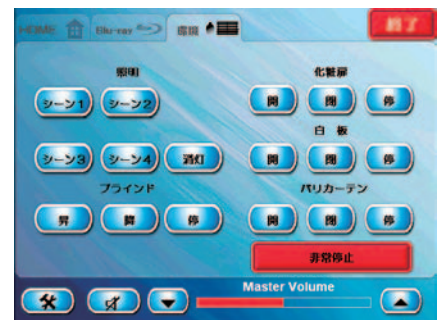 HOME Blu-ray 環境 終了
照明 化粧扉
シーン1 シーン2 開 閉 停
白板
シーン3 シーン4 消灯 開 閉 停
ブラインド バリカーテン
昇 降 停 開 閉 停
非常停止
Master Volume